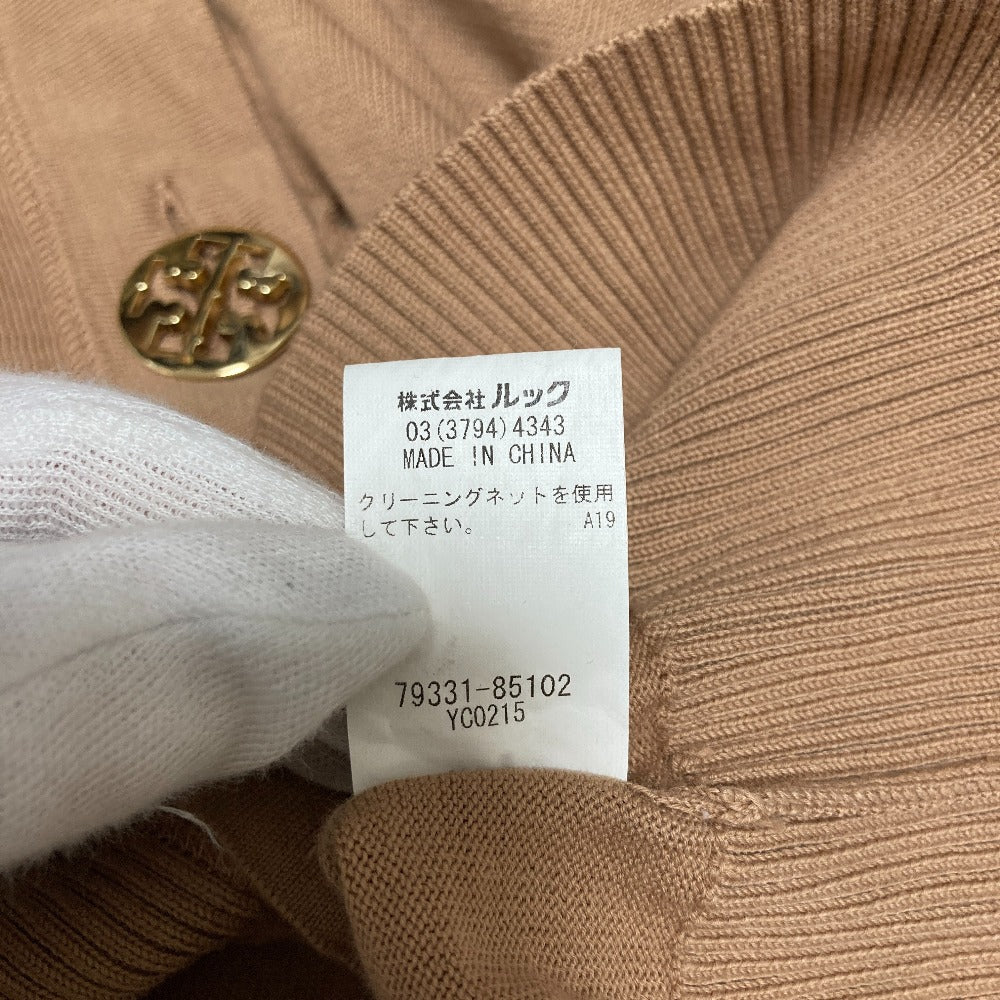 株式会社 ルック
03(3794)4343
MADE IN CHINA
クリーニングネットを使用
して下さい。 A19
79331-85102
YC0215